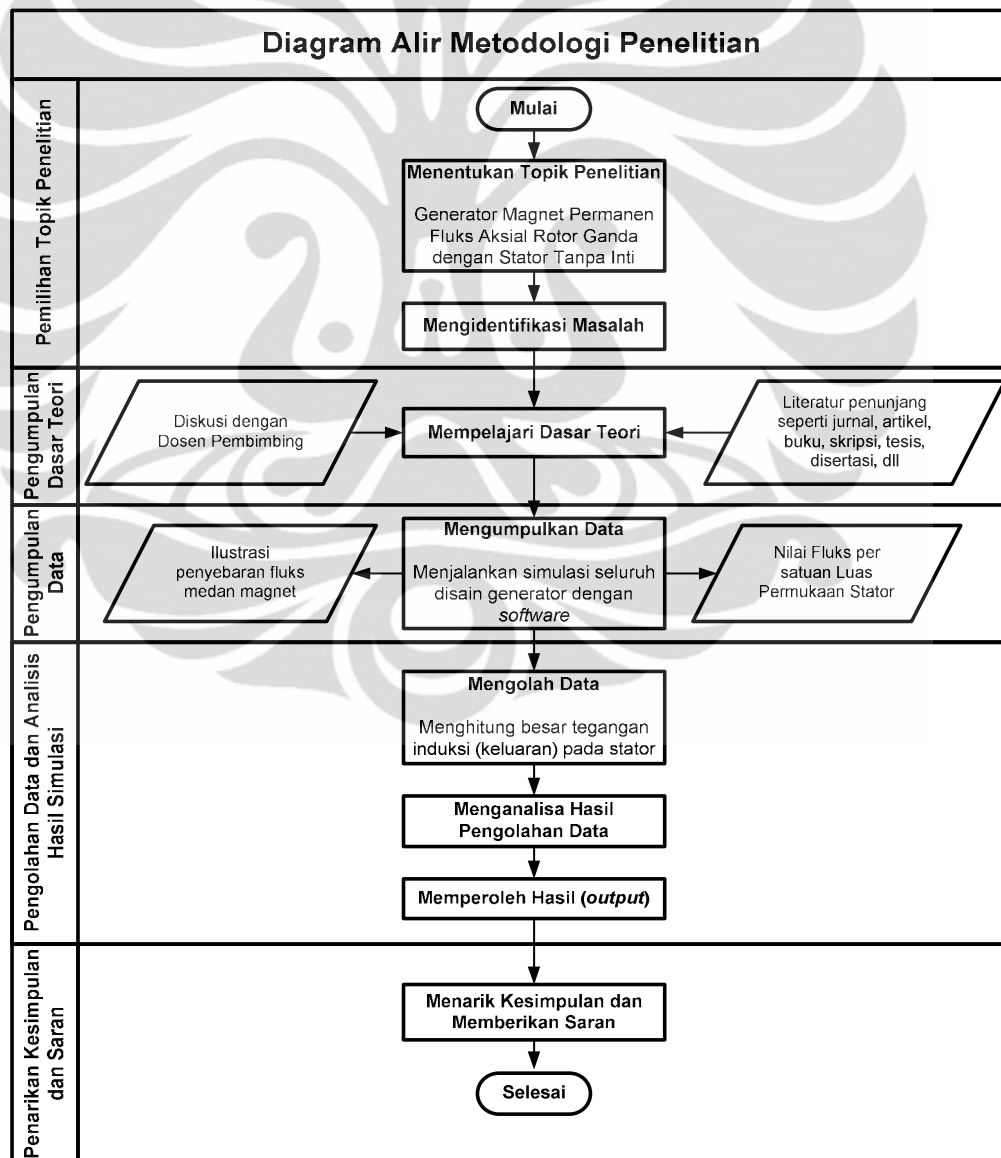 Diagram Alir Metodologi Penelitian
Pemilihan Topik Penelitian
Mulai
Menentukan Topik Penelitian
Generator Magnet Permanen
Fluks Aksial Rotor Ganda
dengan Stator Tanpa Inti
Mengidentifikasi Masalah
Pengumpulan
Dasar Teori
Diskusi dengan
Dosen Pembimbing
Mempelajari Dasar Teori
Literatur penunjang
seperti jurnal, artikel,
buku, skripsi, tesis,
disertasi, dll
Pengumpulan
Data
Ilustrasi
penyebaran fluks
medan magnet
Mengumpulkan Data
Menjalankan simulasi seluruh
disain generator dengan
software
Nilai Fluks per
satuan Luas
Permukaan Stator
Pengolahan Data dan Analisis
Hasil Simulasi
Mengolah Data
Menghitung besar tegangan
induksi (keluaran) pada stator
Menganalisa Hasil
Pengolahan Data
Memperoleh Hasil (output)
Penarikan Kesimpulan
dan Saran
Menarik Kesimpulan dan
Memberikan Saran
Selesai